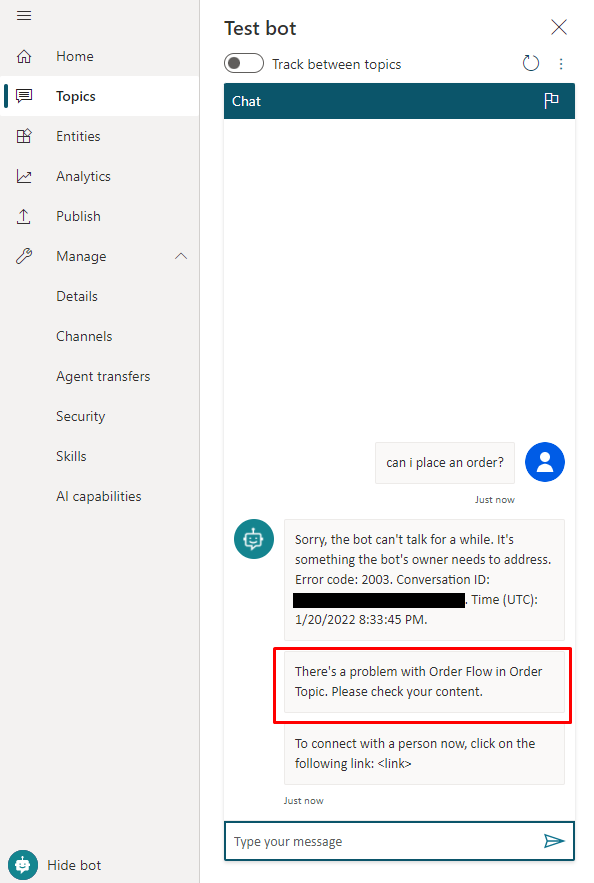 Home
Topics
Entities
Analytics
Publish
Manage
Details
Channels
Agent transfers
Security
Skills
AI capabilities
Hide bot
Test bot
Track between topics
Chat
can i place an order?
Just now
Sorry, the bot can't talk for a while. It's
something the bot's owner needs to address.
Error code: 2003. Conversation ID:
. Time (UTC):
1/20/2022 8:33:45 PM.
There's a problem with Order Flow in Order
Topic. Please check your content.
To connect with a person now, click on the
following link: <link>
Just now
Type your message